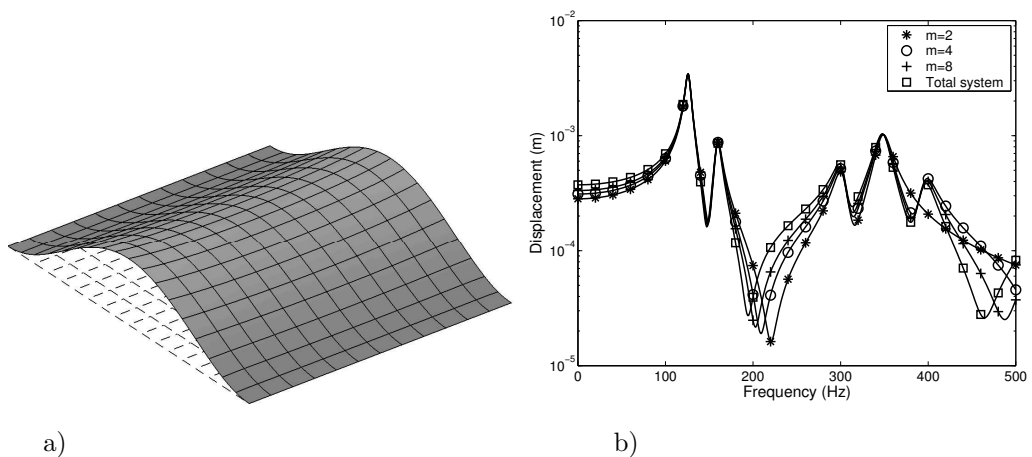 10^-2
10^-3
10^-4
10^-5
Displacement (m)
m=2
m=4
m=8
Total system
0 100 200 300 400 500
Frequency (Hz)
a) b)